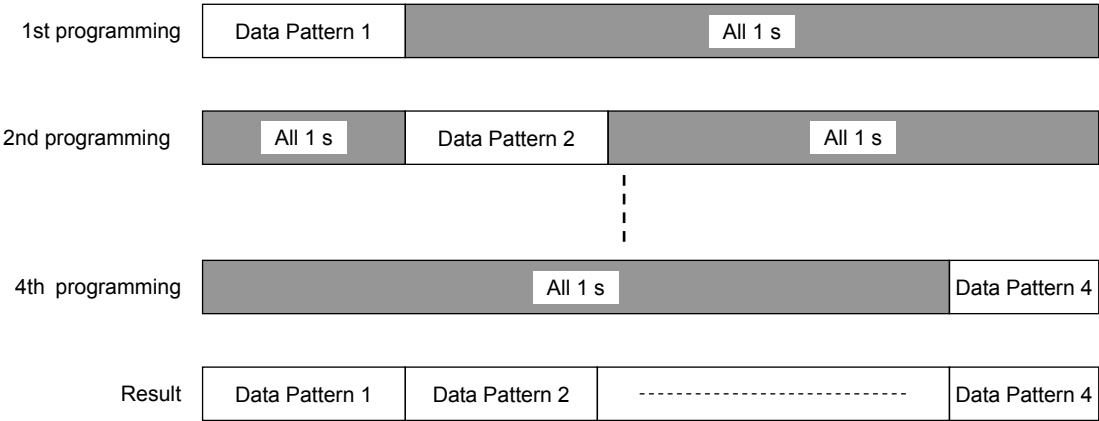 1st programming Data Pattern 1 All 1 s
2nd programming All 1 s Data Pattern 2 All 1 s
4th programming All 1 s Data Pattern 4
Result Data Pattern 1 Data Pattern 2 Data Pattern 4